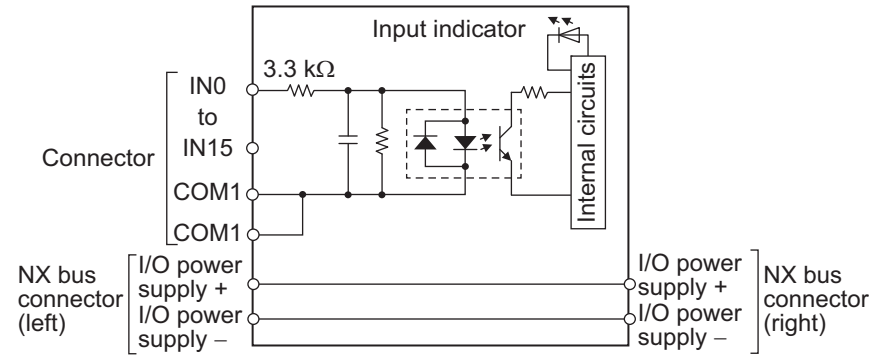 Input indicator
3.3 kΩ
IN0
to
IN15
COM1
COM1
Connector
Internal circuits
NX bus
connector
(left)
I/O power
supply +
I/O power
supply −
I/O power
supply +
I/O power
supply −
NX bus
connector
(right)